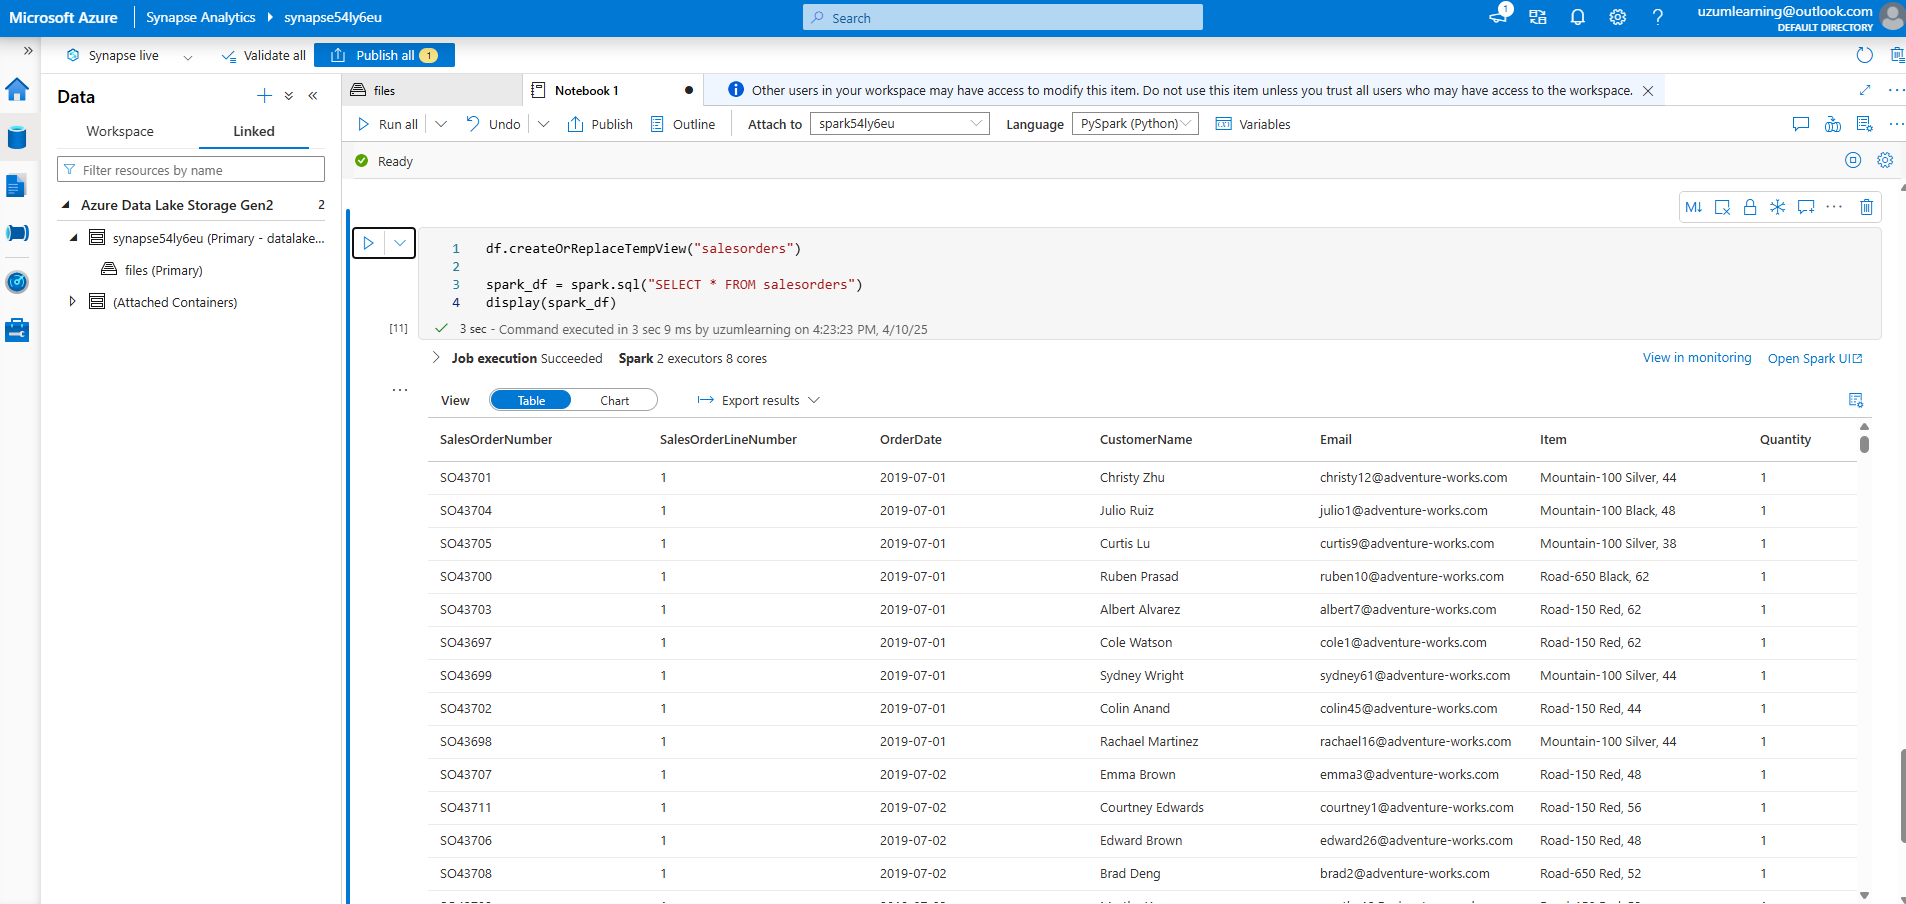 Microsoft Azure Synapse Analytics synapse54ly6eu Search 1 uzumlearning@outlook.com
DEFAULT DIRECTORY
Synapse live Validate all Publish all 1
Data
Workspace Linked
Filter resources by name
Azure Data Lake Storage Gen2 2
synapse54ly6eu (Primary - datalake...
files (Primary)
(Attached Containers)
files Notebook 1 Other users in your workspace may have access to modify this item. Do not use this item unless you trust all users who may have access to the workspace.
Run all Undo Publish Outline Attach to spark54ly6eu Language PySpark (Python) Variables
Ready
M↓
1 df.createOrReplaceTempView("salesorders")
2
3 spark_df = spark.sql("SELECT * FROM salesorders")
4 display(spark_df)
[11] 3 sec - Command executed in 3 sec 9 ms by uzumlearning on 4:23:23 PM, 4/10/25
Job execution Succeeded Spark 2 executors 8 cores View in monitoring Open Spark UI
View Table Chart Export results
SalesOrderNumber SalesOrderLineNumber OrderDate CustomerName Email Item Quantity
SO43701 1 2019-07-01 Christy Zhu christy12@adventure-works.com Mountain-100 Silver, 44 1
SO43704 1 2019-07-01 Julio Ruiz julio1@adventure-works.com Mountain-100 Black, 48 1
SO43705 1 2019-07-01 Curtis Lu curtis9@adventure-works.com Mountain-100 Silver, 38 1
SO43700 1 2019-07-01 Ruben Prasad ruben10@adventure-works.com Road-650 Black, 62 1
SO43703 1 2019-07-01 Albert Alvarez albert7@adventure-works.com Road-150 Red, 62 1
SO43697 1 2019-07-01 Cole Watson cole1@adventure-works.com Road-150 Red, 62 1
SO43699 1 2019-07-01 Sydney Wright sydney61@adventure-works.com Mountain-100 Silver, 44 1
SO43702 1 2019-07-01 Colin Anand colin45@adventure-works.com Road-150 Red, 44 1
SO43698 1 2019-07-01 Rachael Martinez rachael16@adventure-works.com Mountain-100 Silver, 44 1
SO43707 1 2019-07-02 Emma Brown emma3@adventure-works.com Road-150 Red, 48 1
SO43711 1 2019-07-02 Courtney Edwards courtney1@adventure-works.com Road-150 Red, 56 1
SO43706 1 2019-07-02 Edward Brown edward26@adventure-works.com Road-150 Red, 48 1
SO43708 1 2019-07-02 Brad Deng brad2@adventure-works.com Road-650 Red, 52 1